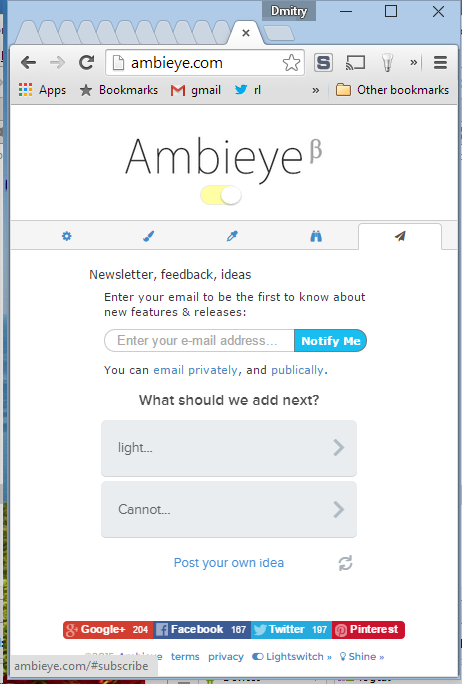 Dmitry
ambieye.com
S
Apps Bookmarks gmail rl » Other bookmarks
Ambieye β
Newsletter, feedback, ideas
Enter your email to be the first to know about
new features & releases:
Enter your e-mail address... Notify Me
You can email privately, and publically.
What should we add next?
light...
Cannot...
Post your own idea
Google+ 204 Facebook 167 Twitter 197 Pinterest
terms privacy Lightswitch » Shine »
ambieye.com/#subscribe